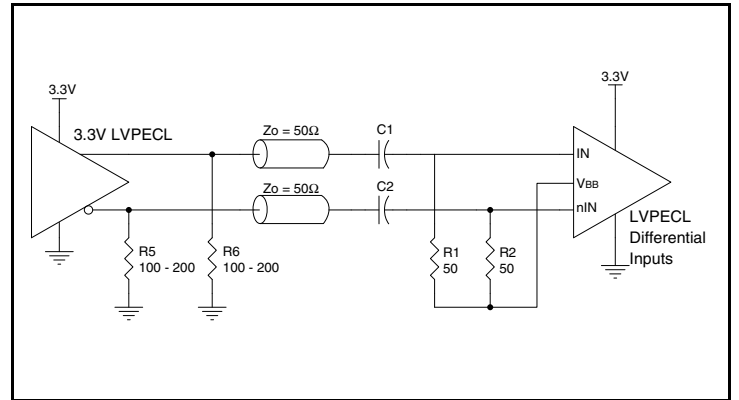 3.3V
3.3V
3.3V LVPECL
Zo = 50Ω
C1
IN
VBB
Zo = 50Ω
C2
nIN
LVPECL
Differential
Inputs
R5
100 - 200
R6
100 - 200
R1
50
R2
50